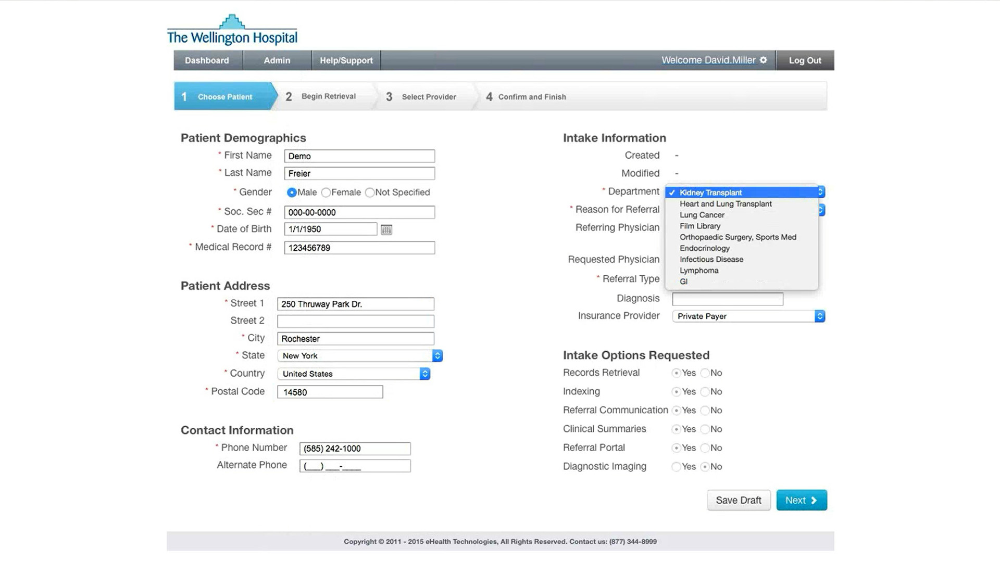 The Wellington Hospital
Dashboard Admin Help/Support Welcome David.Miller Log Out
1 Choose Patient 2 Begin Retrieval 3 Select Provider 4 Confirm and Finish
Patient Demographics
* First Name Demo
* Last Name Freier
* Gender Male Female Not Specified
* Soc. Sec # 000-00-0000
* Date of Birth 1/1/1950
* Medical Record # 123456789
Patient Address
* Street 1 250 Thruway Park Dr.
Street 2
* City Rochester
* State New York
* Country United States
* Postal Code 14580
Contact Information
* Phone Number (585) 242-1000
Alternate Phone (___) ___-____
Intake Information
Created -
Modified -
* Department ✓ Kidney Transplant
Heart and Lung Transplant
* Reason for Referral
Lung Cancer
Film Library
Referring Physician
Orthopaedic Surgery, Sports Med
Endocrinology
Requested Physician Infectious Disease
Lymphoma
* Referral Type GI
Diagnosis
Insurance Provider Private Payer
Intake Options Requested
Records Retrieval Yes No
Indexing Yes No
Referral Communication Yes No
Clinical Summaries Yes No
Referral Portal Yes No
Diagnostic Imaging Yes No
Save Draft Next
Copyright © 2011 - 2015 eHealth Technologies, All Rights Reserved. Contact us: (877) 344-8999